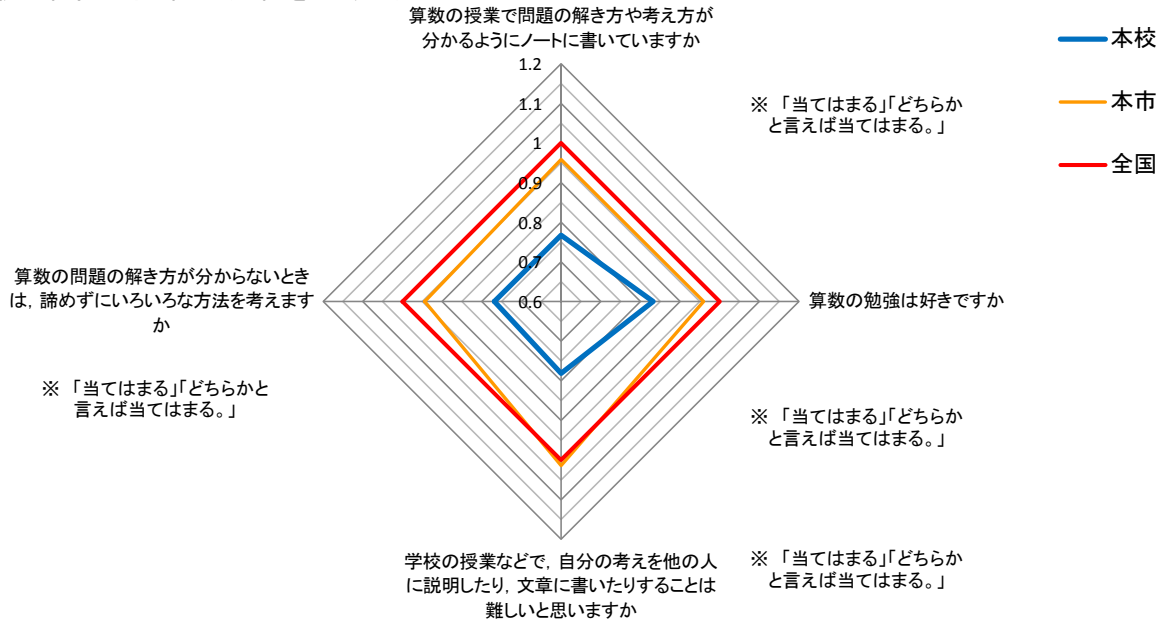 算数の授業で問題の解き方や考え方が
分かるようにノートに書いていますか
本校
本市
全国
※ 「当てはまる」「どちらか
と言えば当てはまる。」
1.2
1.1
1
0.9
0.8
0.7
0.6
算数の問題の解き方が分からないとき
は，諦めずにいろいろな方法を考えます
か
算数の勉強は好きですか
※ 「当てはまる」「どちらかと
言えば当てはまる。」
※ 「当てはまる」「どちらか
と言えば当てはまる。」
学校の授業などで，自分の考えを他の人
に説明したり，文章に書いたりすることは
難しいと思いますか
※ 「当てはまる」「どちらか
と言えば当てはまる。」